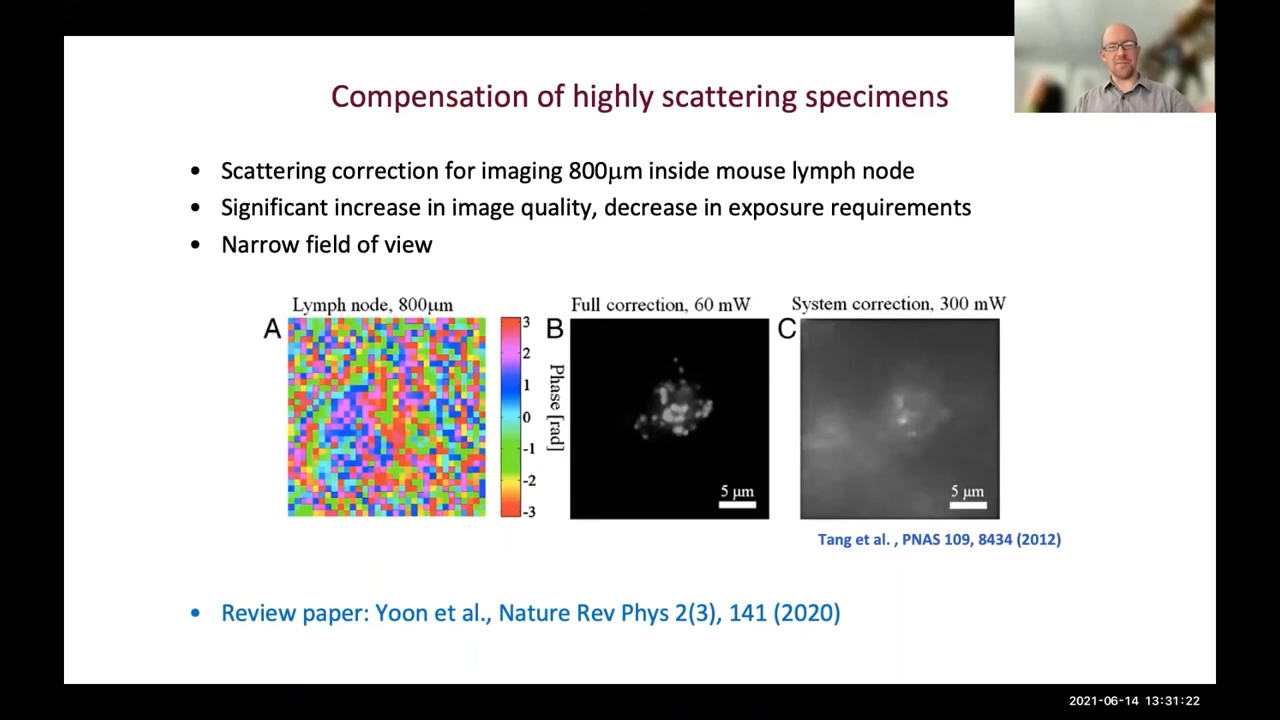 Compensation of highly scattering specimens
• Scattering correction for imaging 800μm inside mouse lymph node
• Significant increase in image quality, decrease in exposure requirements
• Narrow field of view
Lymph node, 800μm
Full correction, 60 mW
System correction, 300 mW
A
B
C
3
2
1
0
-1
-2
-3
Phase [rad]
5 μm
5 μm
Tang et al. , PNAS 109, 8434 (2012)
• Review paper: Yoon et al., Nature Rev Phys 2(3), 141 (2020)
2021-06-14 13:31:22